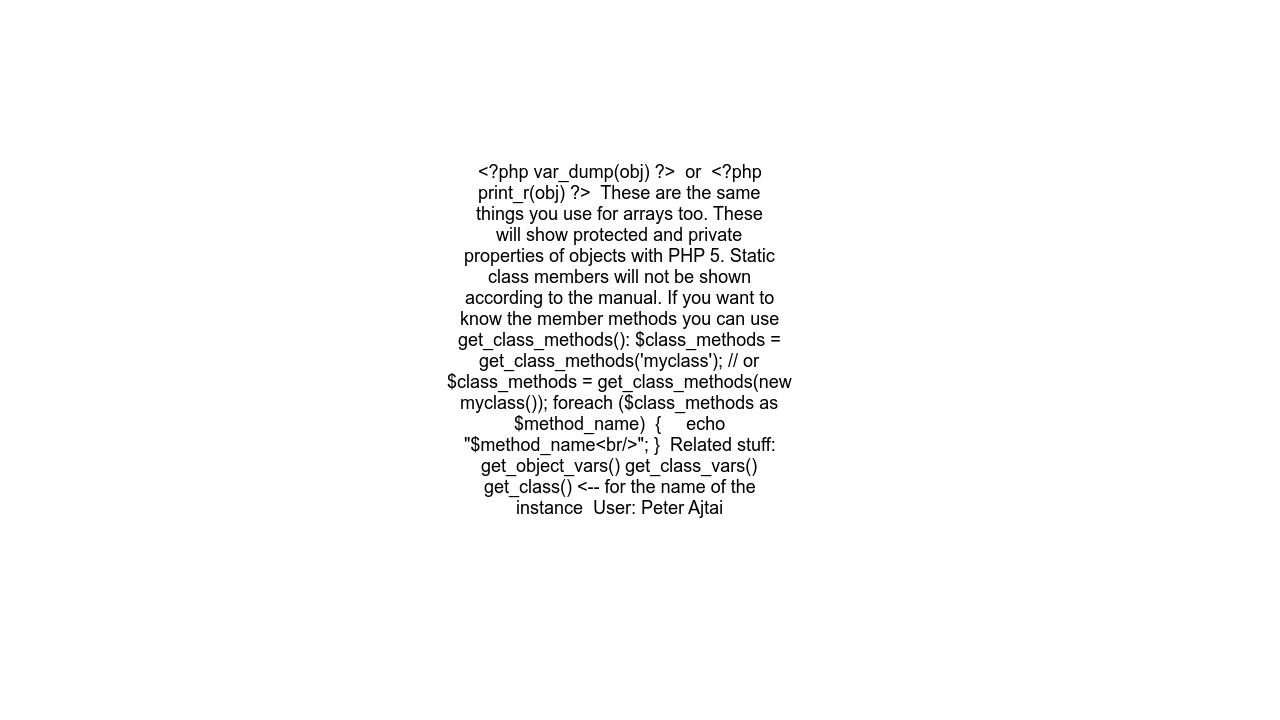 <?php var_dump(obj) ?>  or  <?php
print_r(obj) ?>  These are the same
things you use for arrays too. These
will show protected and private
properties of objects with PHP 5. Static
class members will not be shown
according to the manual. If you want to
know the member methods you can use
get_class_methods(): $class_methods =
get_class_methods('myclass'); // or
$class_methods = get_class_methods(new
myclass()); foreach ($class_methods as
$method_name)  {     echo
"$method_name<br/>"; }  Related stuff:
get_object_vars() get_class_vars()
get_class() <-- for the name of the
instance  User: Peter Ajtai